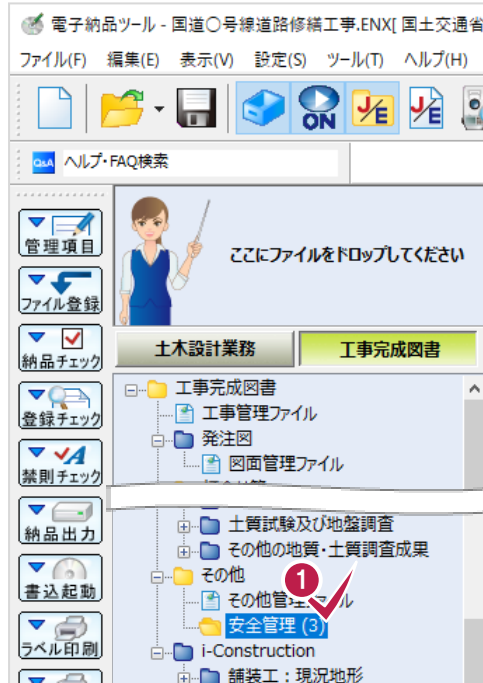 電子納品ツール - 国道○号線道路修繕工事.ENX[ 国土交通省
ファイル(F) 編集(E) 表示(V) 設定(S) ツール(T) ヘルプ(H)
ON
J/E
J/E
Q&A ヘルプ・FAQ検索
管理項目
ファイル登録
納品チェック
登録チェック
禁則チェック
納品出力
書込起動
ラベル印刷
ここにファイルをドロップしてください
土木設計業務 工事完成図書
工事完成図書
工事管理ファイル
発注図
図面管理ファイル
土質試験及び地盤調査
その他の地質・土質調査成果
その他
1
その他管理ファイル
安全管理 (3)
i-Construction
舗装工:現況地形